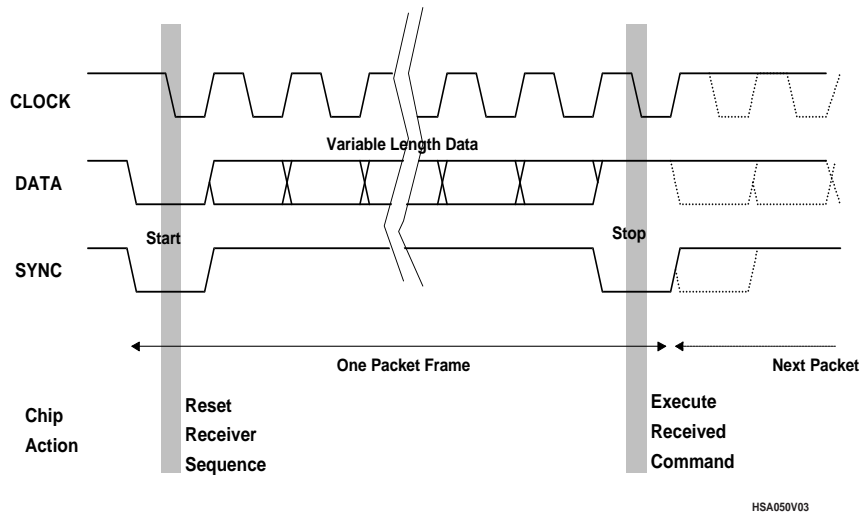 CLOCK
Variable Length Data
DATA
Start
Stop
SYNC
One Packet Frame
Next Packet
Chip
Action
Reset
Receiver
Sequence
Execute
Received
Command
HSA050V03